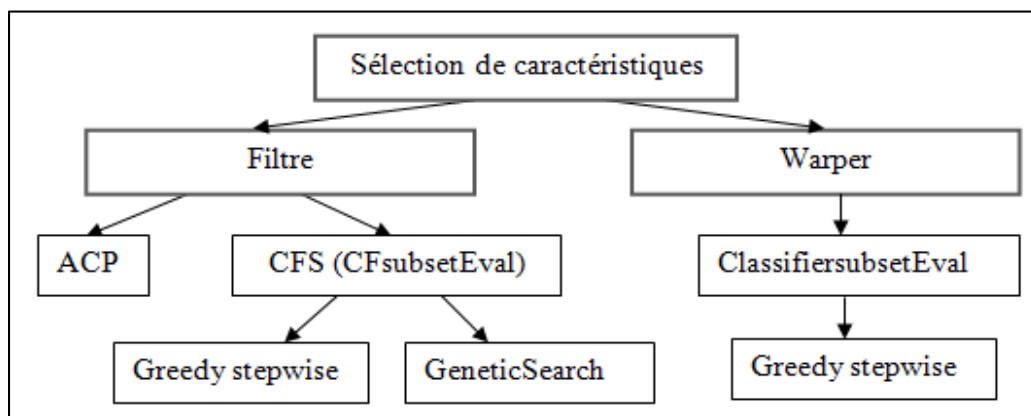 Sélection de caractéristiques
Filtre
Warper
ACP
CFS (CFsubsetEval)
ClassifiersubsetEval
Greedy stepwise
GeneticSearch
Greedy stepwise